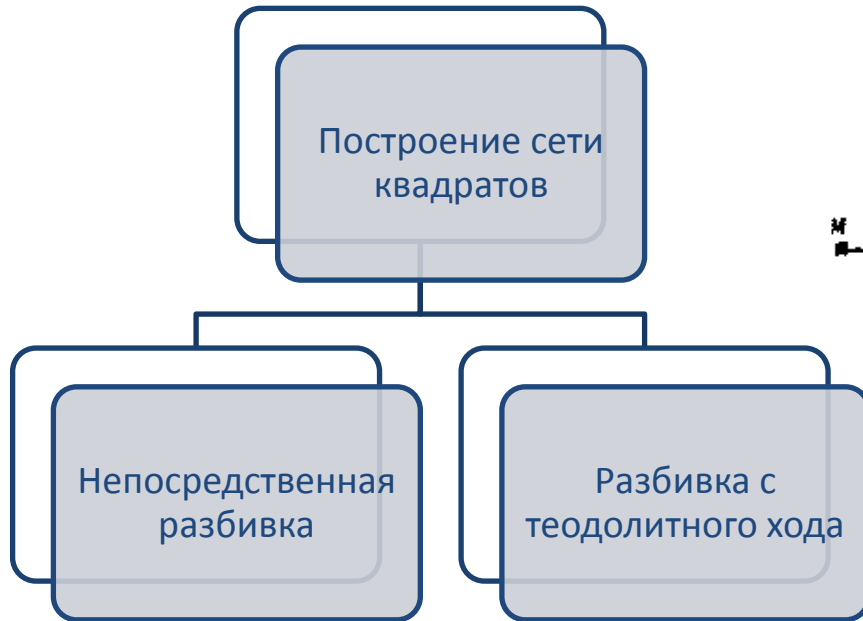 Построение сети
квадратов
м
Непосредственная
разбивка
Разбивка с
теодолитного хода